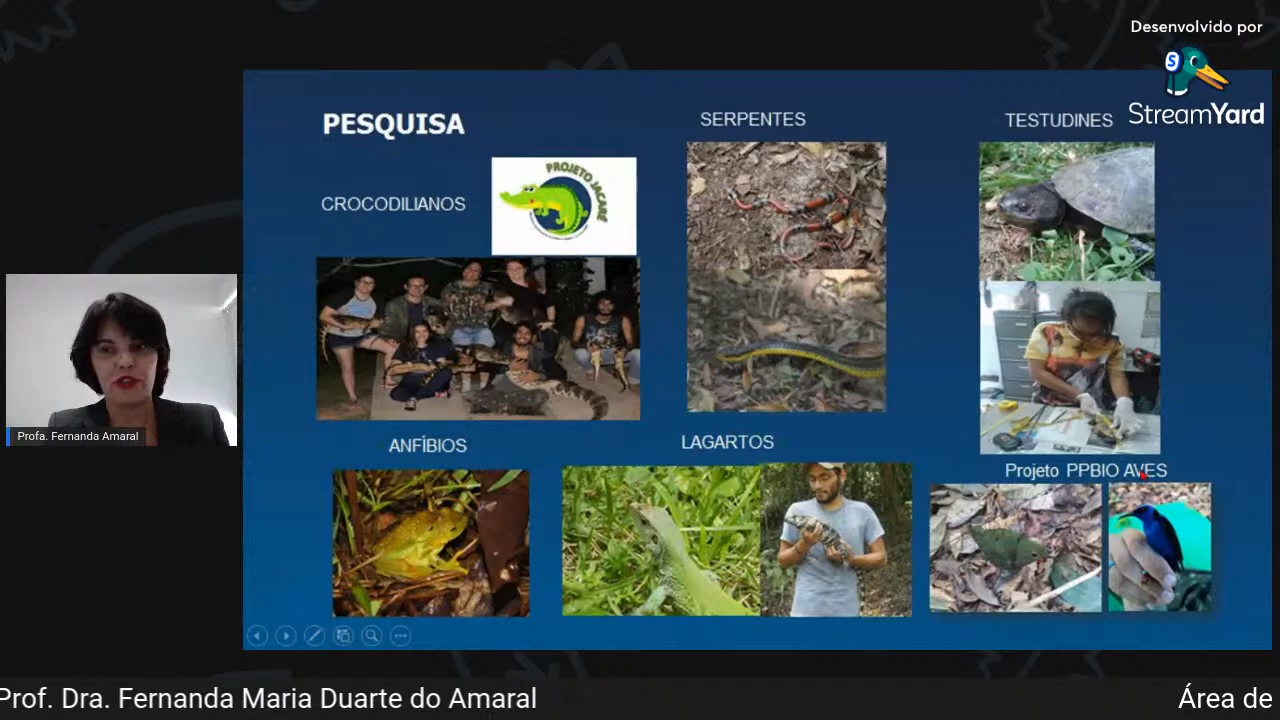 Desenvolvido por
StreamYard
PESQUISA
SERPENTES
TESTUDINES
PROJETO JACARÉ
CROCODILIANOS
Profa. Fernanda Amaral
ANFÍBIOS
LAGARTOS
Projeto PPBIO AVES
Prof. Dra. Fernanda Maria Duarte do Amaral
Área de